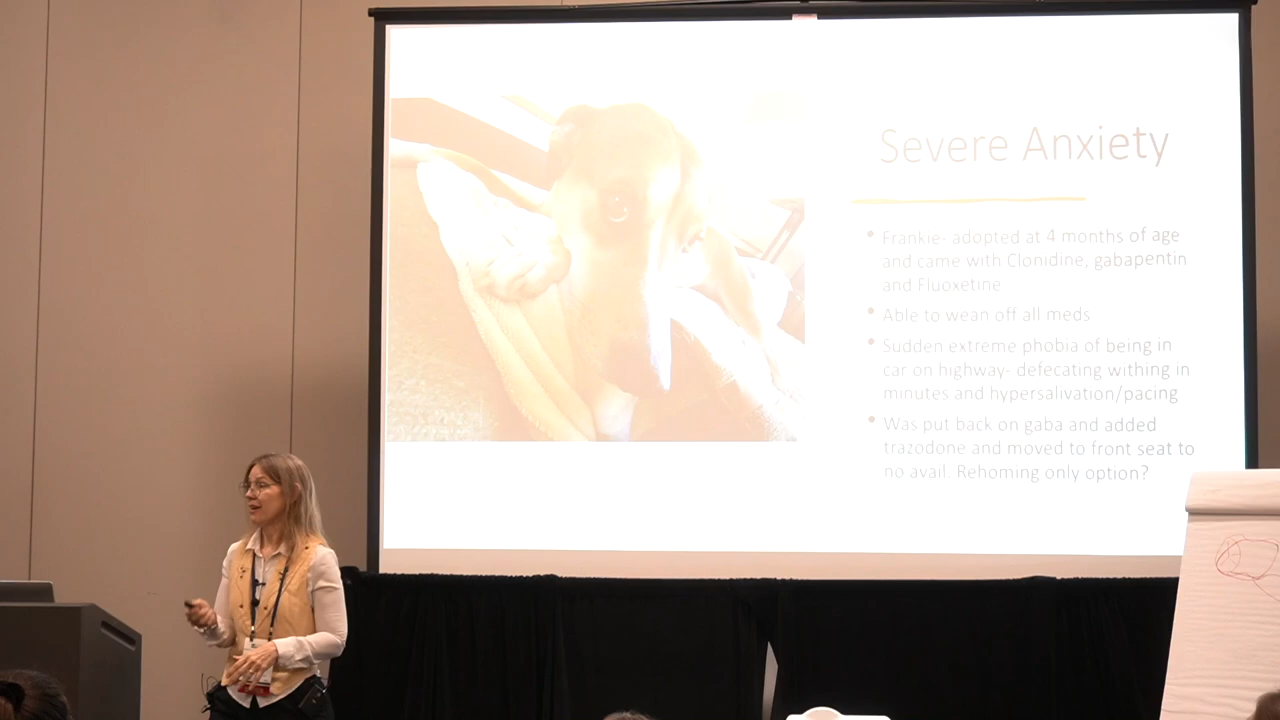 Severe Anxiety
• Frankie- adopted at 4 months of age
and came with Clonidine, gabapentin
and Fluoxetine
• Able to wean off all meds
• Sudden extreme phobia of being in
car on highway- defecating withing in
minutes and hypersalivation/pacing
• Was put back on gaba and added
trazodone and moved to front seat to
no avail. Rehoming only option?